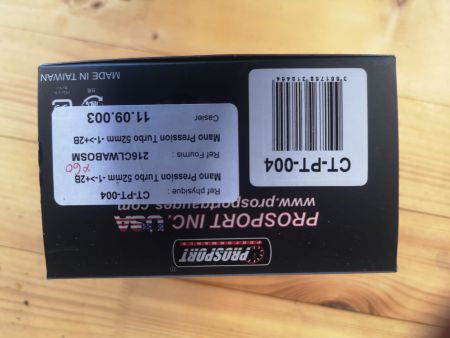 PROSPORT
PERFORMANCE
®
PROSPORT INC. USA
www.prosportgauges.com
Ref physique : CT-PT-004
Mano Pression Turbo 52mm -1->+2B
Ref Fournis : 216CLWABOSM
Mano Pression Turbo 52mm -1->+2B
Casier
11.09.003
CT-PT-004
MADE IN TAIWAN